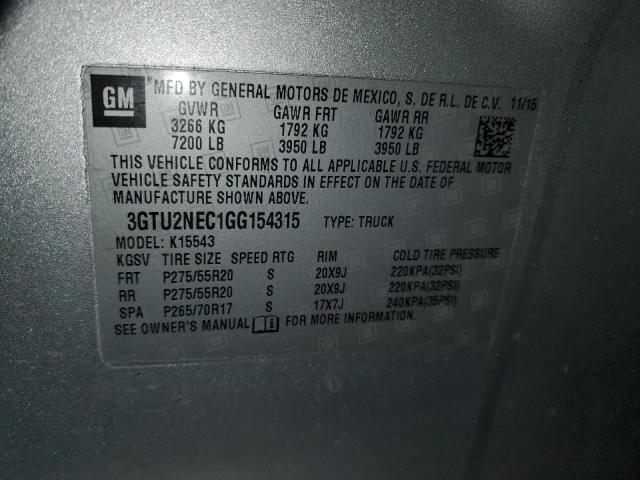 GM
*MFD BY GENERAL MOTORS DE MEXICO, S. DE R.L. DE C.V. 11/15
GVWR GAWR FRT GAWR RR
3266 KG 1792 KG 1792 KG
7200 LB 3950 LB 3950 LB
THIS VEHICLE CONFORMS TO ALL APPLICABLE U.S. FEDERAL MOTOR
VEHICLE SAFETY STANDARDS IN EFFECT ON THE DATE OF
MANUFACTURE SHOWN ABOVE.
3GTU2NEC1GG154315 TYPE: TRUCK
MODEL: K15543
KGSV TIRE SIZE SPEED RTG RIM COLD TIRE PRESSURE
FRT P275/55R20 S 20X9J 220KPA(32PSI)
RR P275/55R20 S 20X9J 220KPA(32PSI)
SPA P265/70R17 S 17X7J 240KPA(35PSI)
SEE OWNER'S MANUAL i FOR MORE INFORMATION.